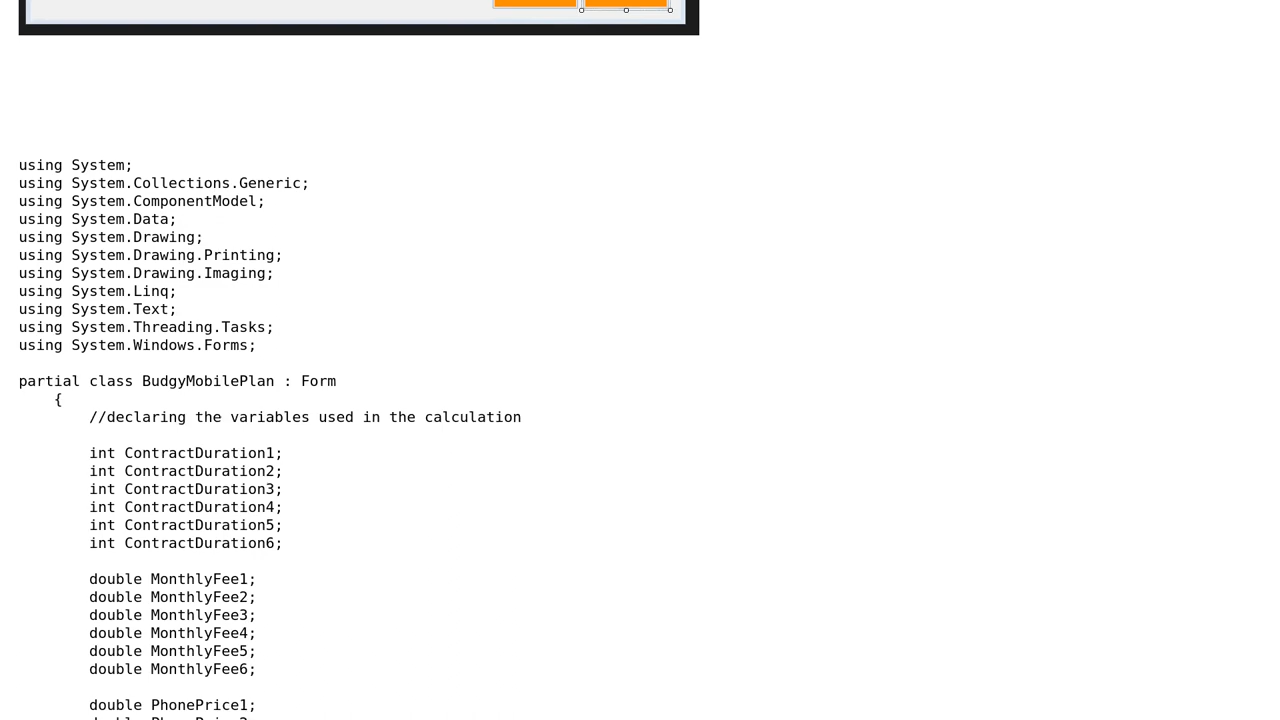 using System;
using System.Collections.Generic;
using System.ComponentModel;
using System.Data;
using System.Drawing;
using System.Drawing.Printing;
using System.Drawing.Imaging;
using System.Linq;
using System.Text;
using System.Threading.Tasks;
using System.Windows.Forms;
partial class BudgyMobilePlan : Form
{
//declaring the variables used in the calculation
int ContractDuration1;
int ContractDuration2;
int ContractDuration3;
int ContractDuration4;
int ContractDuration5;
int ContractDuration6;
double MonthlyFee1;
double MonthlyFee2;
double MonthlyFee3;
double MonthlyFee4;
double MonthlyFee5;
double MonthlyFee6;
double PhonePrice1;